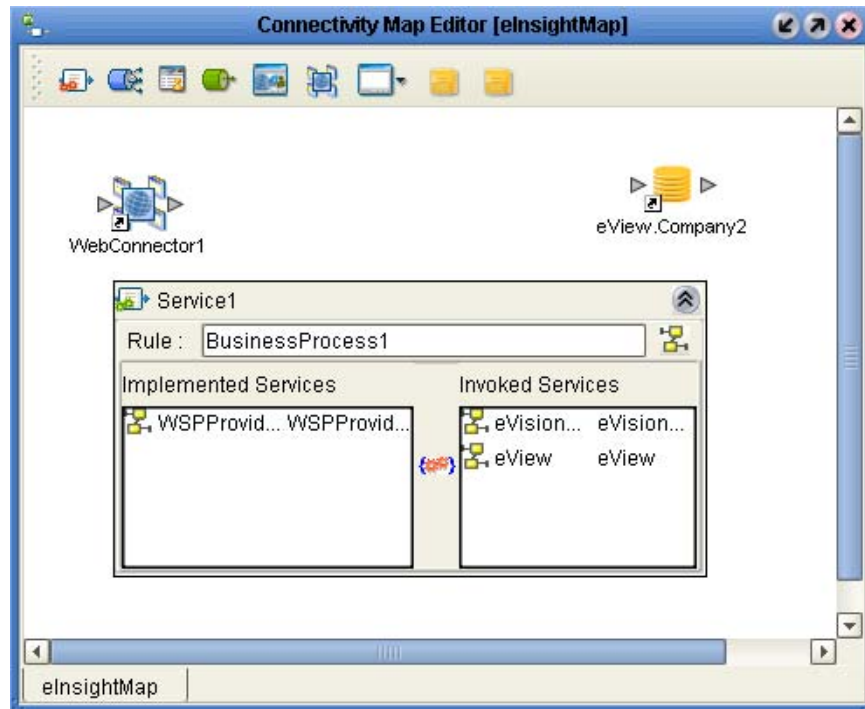 Connectivity Map Editor [eInsightMap]
WebConnector1
eView.Company2
Service1
Rule : BusinessProcess1
Implemented Services Invoked Services
WSPProvid... WSPProvid... eVision... eVision...
eView eView
eInsightMap